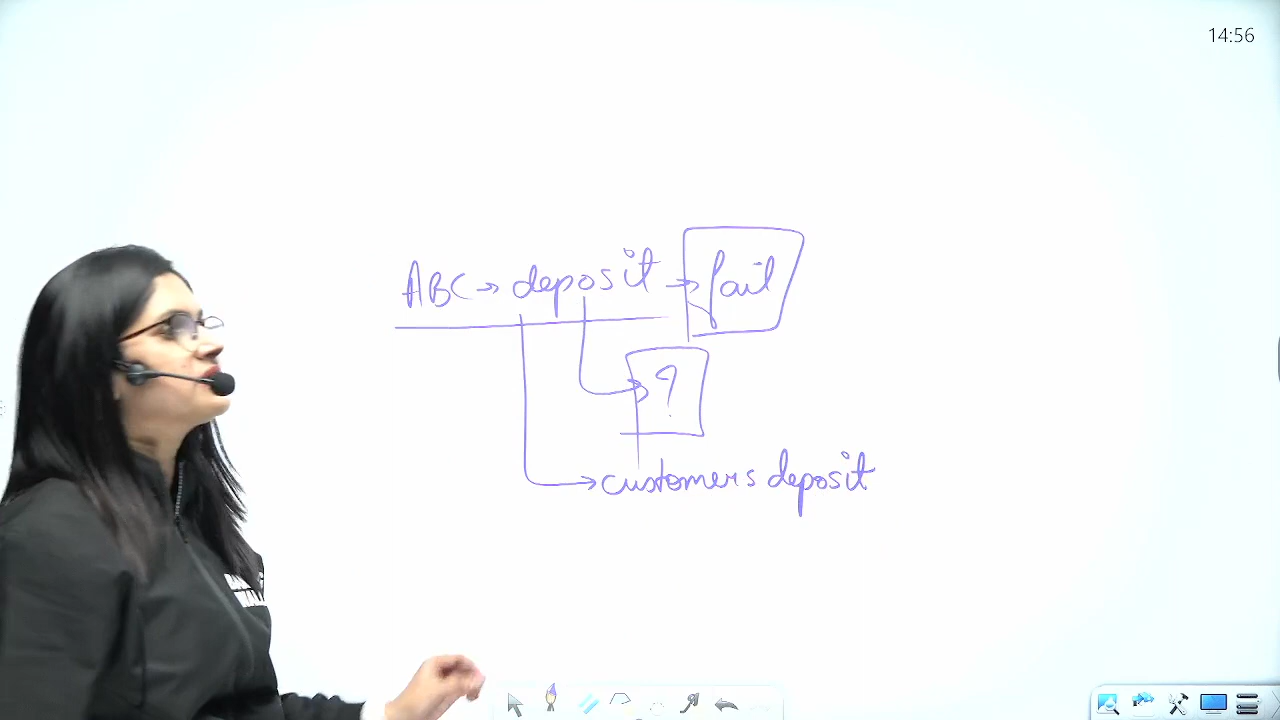 14:56
ABC → deposit → fail
?
customers deposit